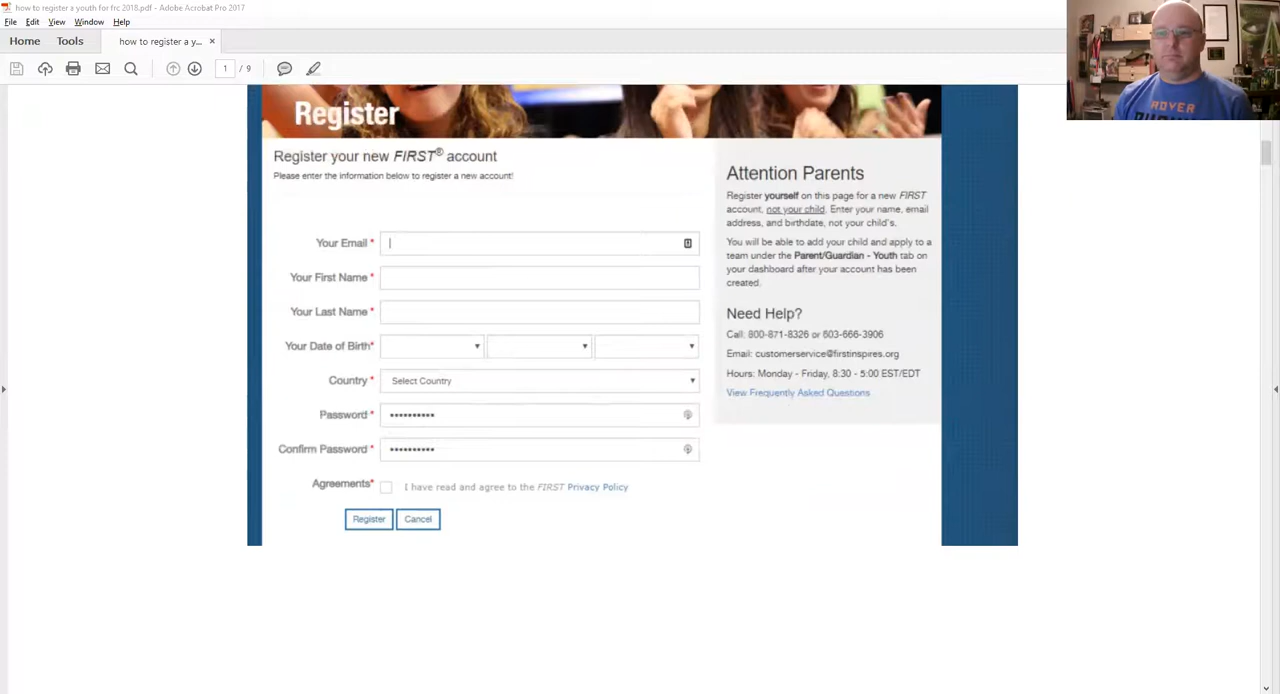 how to register a youth for frc 2018.pdf - Adobe Acrobat Pro 2017
File Edit View Window Help
Home Tools how to register a y... ×
1 / 9
Register
Register your new FIRST® account
Please enter the information below to register a new account!
Your Email *
Your First Name *
Your Last Name *
Your Date of Birth*
Country * Select Country
Password * ••••••••••
Confirm Password * ••••••••••
Agreements* I have read and agree to the FIRST Privacy Policy
Register Cancel
Attention Parents
Register yourself on this page for a new FIRST
account, not your child. Enter your name, email
address, and birthdate, not your child's.
You will be able to add your child and apply to a
team under the Parent/Guardian - Youth tab on
your dashboard after your account has been
created.
Need Help?
Call: 800-871-8326 or 603-666-3906
Email: customerservice@firstinspires.org
Hours: Monday - Friday, 8:30 - 5:00 EST/EDT
View Frequently Asked Questions
ROVER